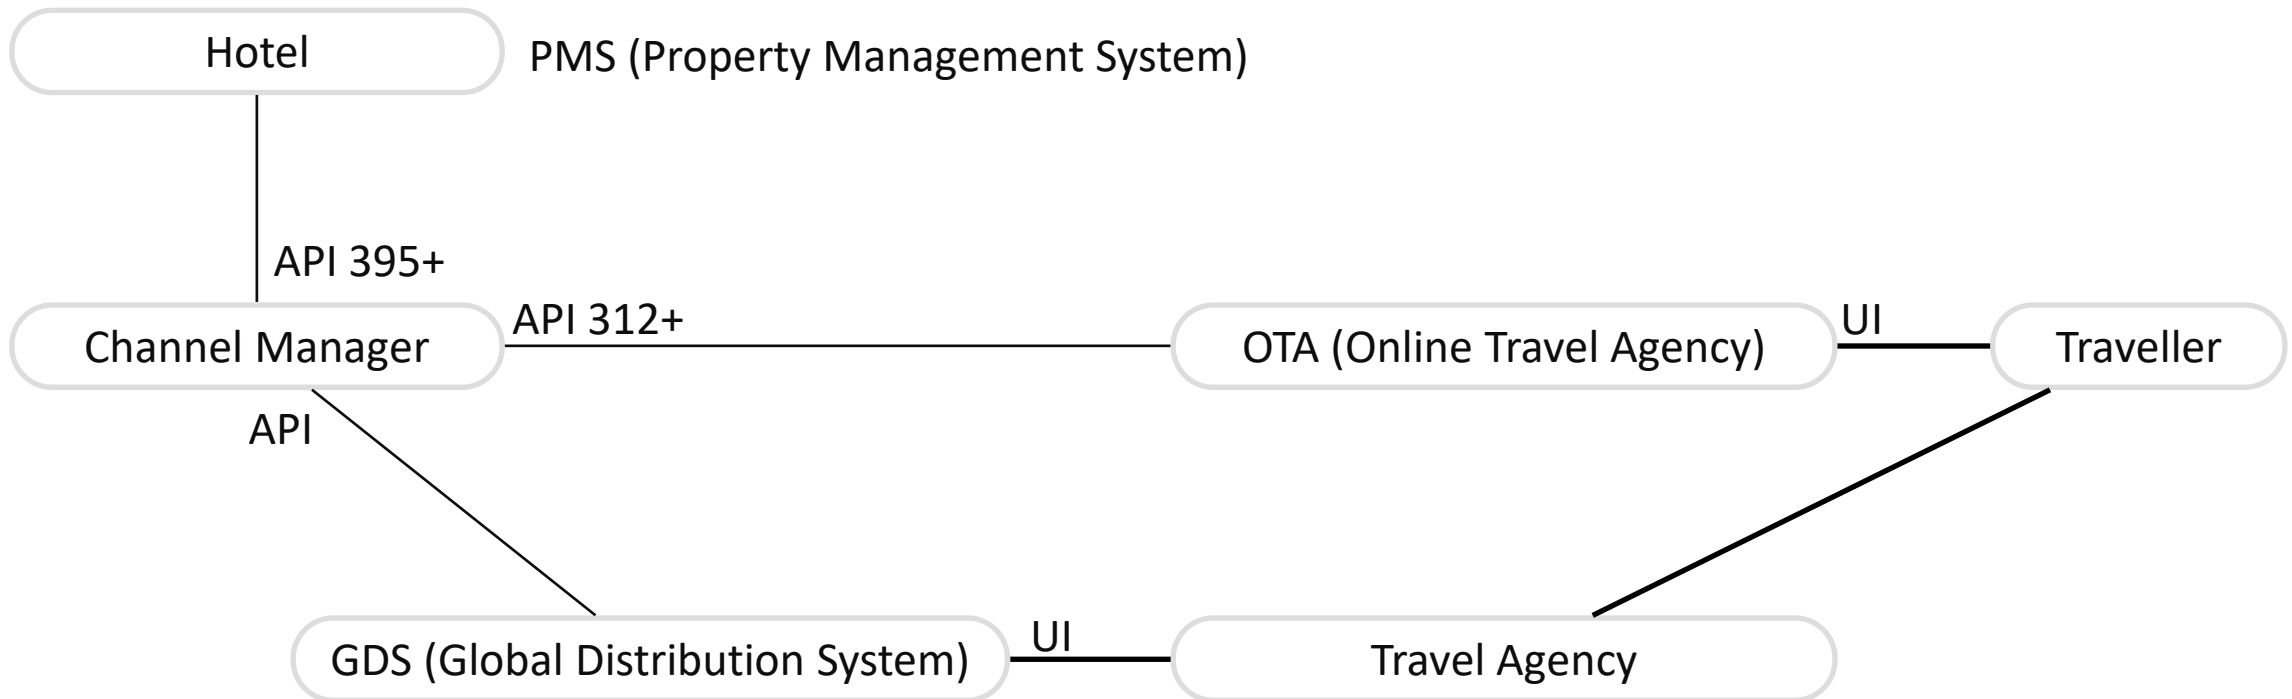 Hotel
PMS (Property Management System)
API 395+
Channel Manager
API 312+
OTA (Online Travel Agency)
UI
Traveller
API
GDS (Global Distribution System)
UI
Travel Agency